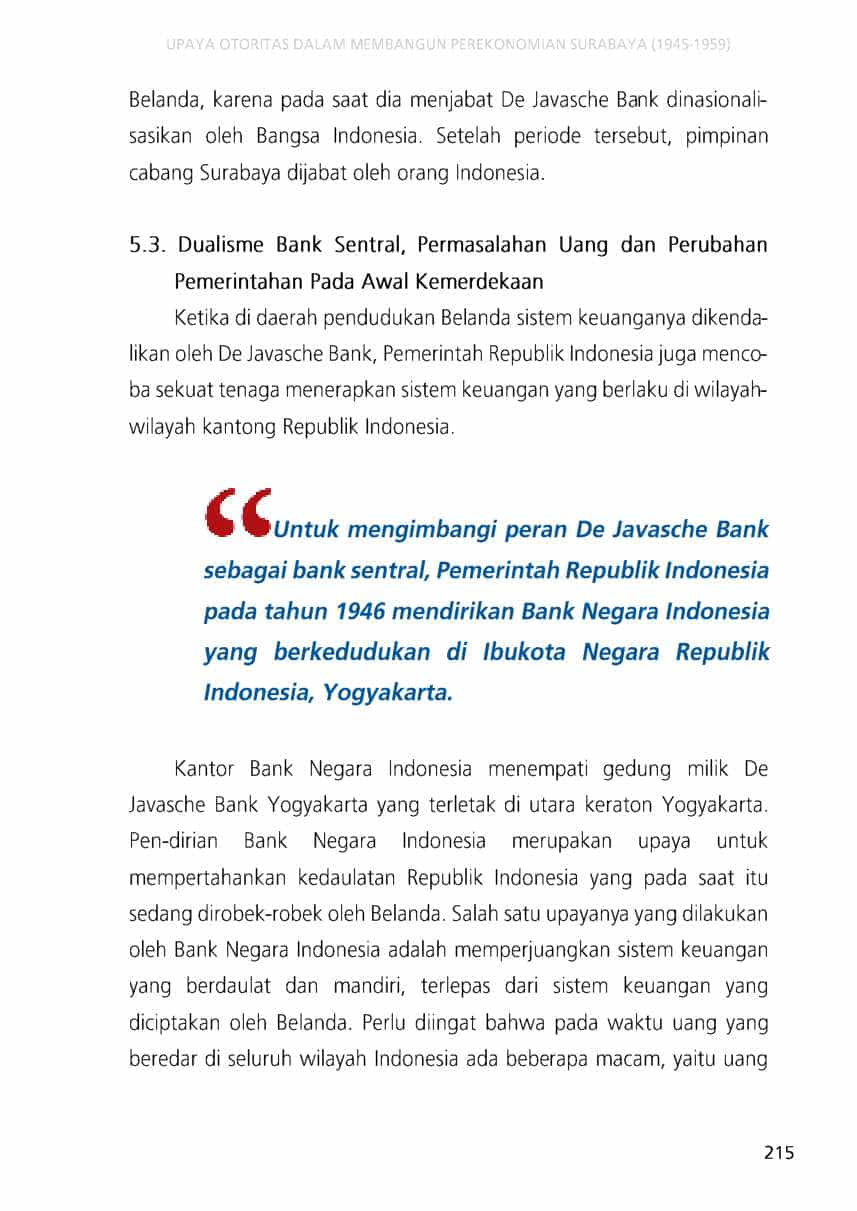 UPAYA OTORITAS DALAM MEMBANGUN PEREKONOMIAN SURABAYA (1945-1959)
Belanda, karena pada saat dia menjabat De Javasche Bank dinasionali-
sasikan oleh Bangsa Indonesia. Setelah periode tersebut, pimpinan
cabang Surabaya dijabat oleh orang Indonesia.
5.3. Dualisme Bank Sentral, Permasalahan Uang dan Perubahan
Pemerintahan Pada Awal Kemerdekaan
Ketika di daerah pendudukan Belanda sistem keuanganya dikenda-
likan oleh De Javasche Bank, Pemerintah Republik Indonesia juga menco-
ba sekuat tenaga menerapkan sistem keuangan yang berlaku di wilayah-
wilayah kantong Republik Indonesia.
“Untuk mengimbangi peran De Javasche Bank
sebagai bank sentral, Pemerintah Republik Indonesia
pada tahun 1946 mendirikan Bank Negara Indonesia
yang berkedudukan di Ibukota Negara Republik
Indonesia, Yogyakarta.
Kantor Bank Negara Indonesia menempati gedung milik De
Javasche Bank Yogyakarta yang terletak di utara keraton Yogyakarta.
Pen-dirian Bank Negara Indonesia merupakan upaya untuk
mempertahankan kedaulatan Republik Indonesia yang pada saat itu
sedang dirobek-robek oleh Belanda. Salah satu upayanya yang dilakukan
oleh Bank Negara Indonesia adalah memperjuangkan sistem keuangan
yang berdaulat dan mandiri, terlepas dari sistem keuangan yang
diciptakan oleh Belanda. Perlu diingat bahwa pada waktu uang yang
beredar di seluruh wilayah Indonesia ada beberapa macam, yaitu uang
215